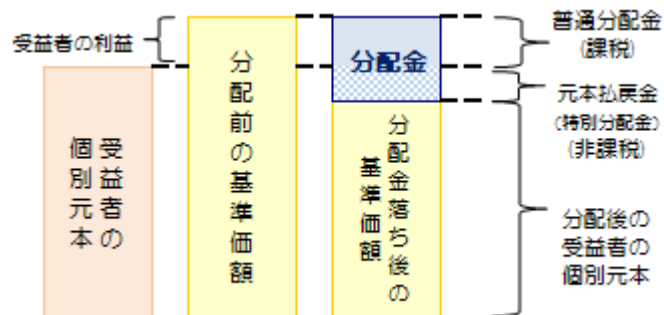 受益者の利益
受益者の
個別元本
分配前の基準価額
分配金
分配金落ち後の
基準価額
普通分配金
(課税)
元本払戻金
(特別分配金)
(非課税)
分配後の
受益者の
個別元本